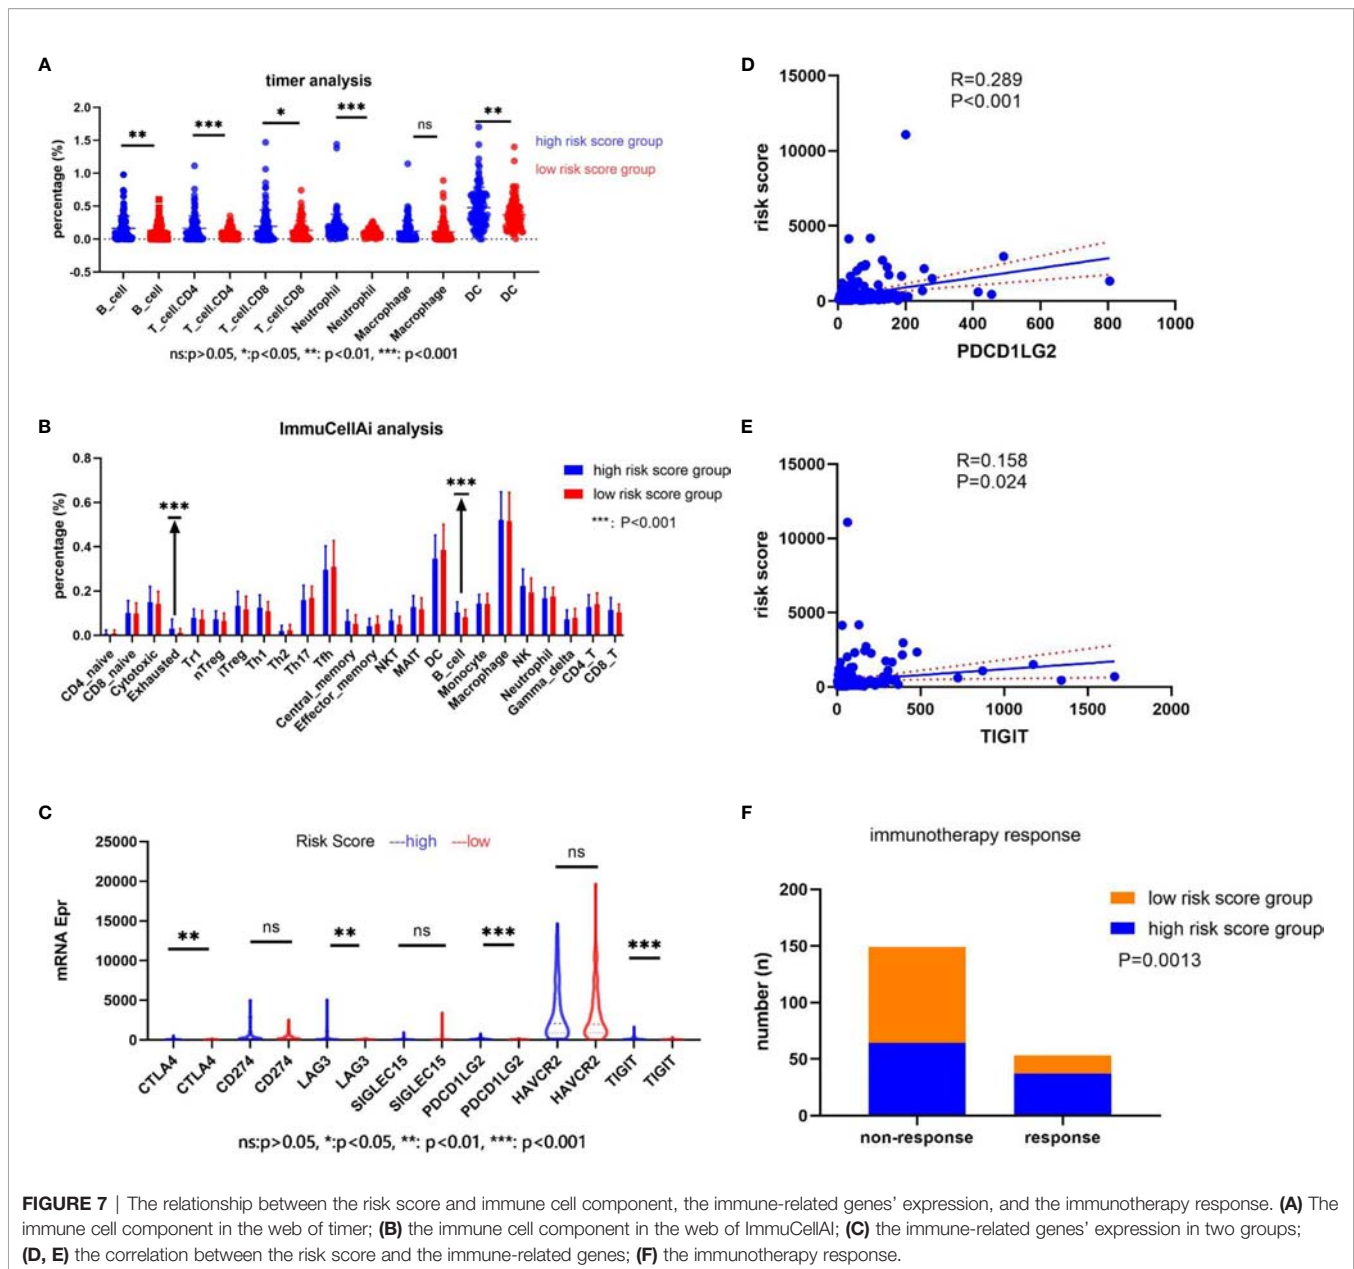 A
timer analysis
percentage (%)
2.0
1.5
1.0
0.5
0.0
-0.5
**
***
*
***
ns
**
high risk score group
low risk score group
B_cell
B_cell
T_cell.CD4
T_cell.CD4
T_cell.CD8
T_cell.CD8
Neutrophil
Neutrophil
Macrophage
Macrophage
DC
DC
ns:p>0.05, *:p<0.05, **: p<0.01, ***: p<0.001
B
ImmuCellAi analysis
percentage (%)
0.8
0.6
0.4
0.2
0.0
***
***
high risk score group
low risk score group
***: P<0.001
CD4_naive
CD8_naive
Cytotoxic
Exhausted
Tr1
nTreg
iTreg
Th1
Th2
Th17
Tfh
Central_memory
Effector_memory
NKT
MAIT
DC
B_cell
Monocyte
Macrophage
NK
Neutrophil
Gamma_delta
CD4_T
CD8_T
C
Risk Score ---high ---low
mRNA Epr
25000
20000
15000
10000
5000
0
**
ns
**
ns
***
ns
***
CTLA4
CTLA4
CD274
CD274
LAG3
LAG3
SIGLEC15
SIGLEC15
PDCD1LG2
PDCD1LG2
HAVCR2
HAVCR2
TIGIT
TIGIT
ns:p>0.05, *:p<0.05, **: p<0.01, ***: p<0.001
D
R=0.289
P<0.001
risk score
15000
10000
5000
0
0 200 400 600 800 1000
PDCD1LG2
E
R=0.158
P=0.024
risk score
15000
10000
5000
0
0 500 1000 1500 2000
TIGIT
F
immunotherapy response
number (n)
200
150
100
50
0
low risk score group
high risk score group
P=0.0013
non-response response
FIGURE 7 | The relationship between the risk score and immune cell component, the immune-related genes' expression, and the immunotherapy response. (A) The
immune cell component in the web of timer; (B) the immune cell component in the web of ImmuCellAI; (C) the immune-related genes' expression in two groups;
(D, E) the correlation between the risk score and the immune-related genes; (F) the immunotherapy response.